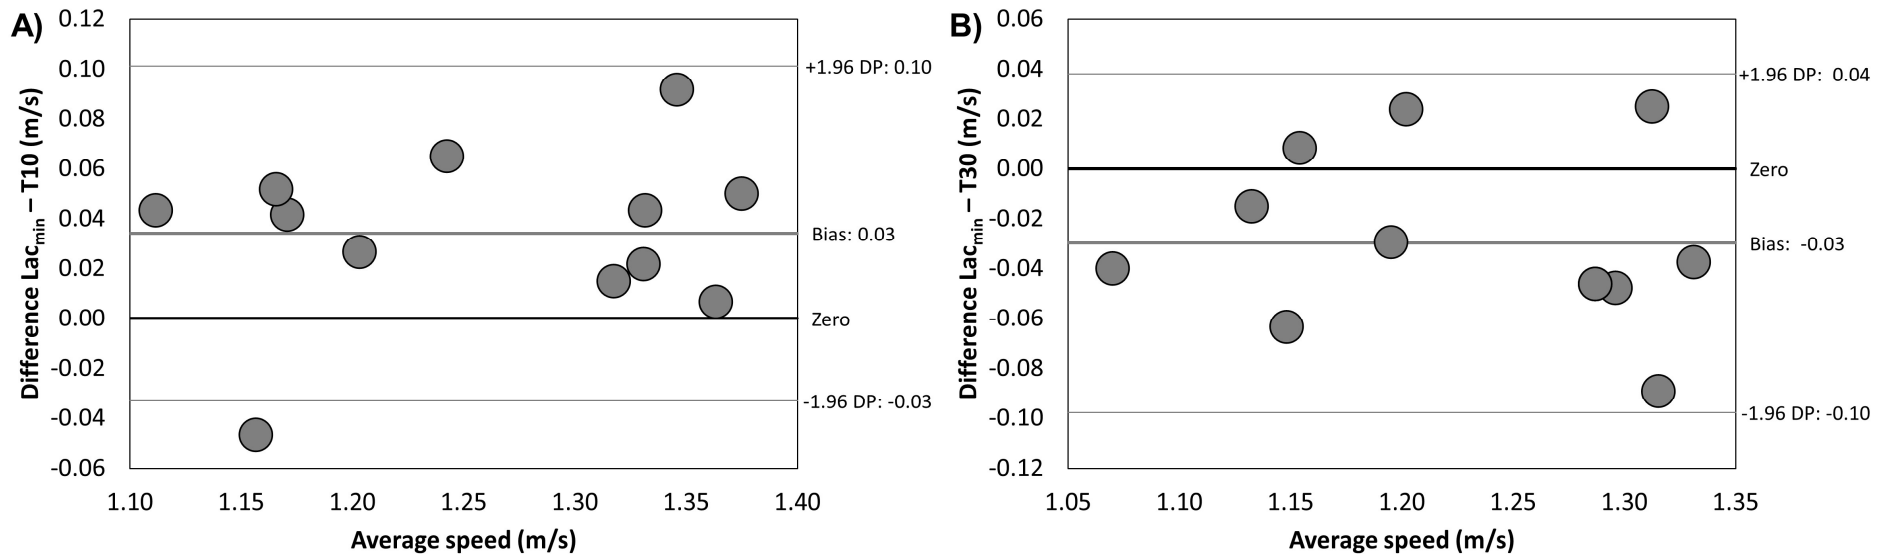 A)
Difference Lacmin – T10 (m/s)
0.12
0.10
0.08
0.06
0.04
0.02
0.00
-0.02
-0.04
-0.06
+1.96 DP: 0.10
Bias: 0.03
Zero
-1.96 DP: -0.03
1.10 1.15 1.20 1.25 1.30 1.35 1.40
Average speed (m/s)
B)
Difference Lacmin – T30 (m/s)
0.06
0.04
0.02
0.00
-0.02
-0.04
-0.06
-0.08
-0.10
-0.12
+1.96 DP: 0.04
Zero
Bias: -0.03
-1.96 DP: -0.10
1.05 1.10 1.15 1.20 1.25 1.30 1.35
Average speed (m/s)